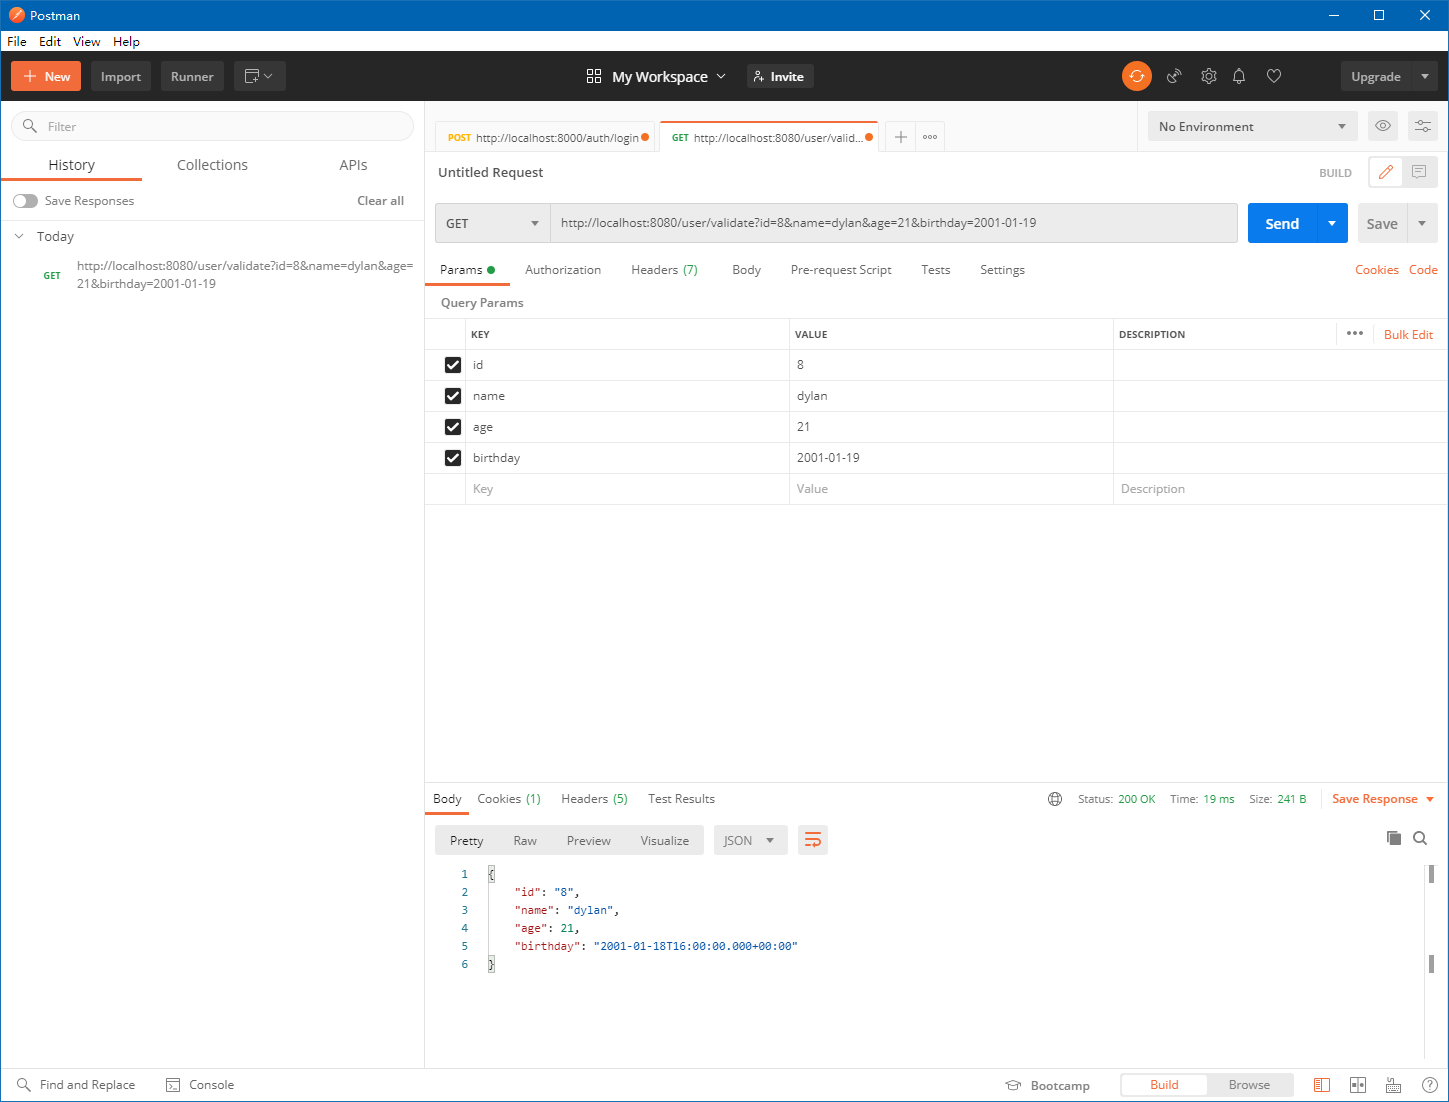 Postman
File Edit View Help
New Import Runner My Workspace Invite Upgrade
Filter
History Collections APIs
Save Responses Clear all
Today
GET http://localhost:8080/user/validate?id=8&name=dylan&age=
21&birthday=2001-01-19
POST http://localhost:8000/auth/login GET http://localhost:8080/user/valid... No Environment
Untitled Request BUILD
GET http://localhost:8080/user/validate?id=8&name=dylan&age=21&birthday=2001-01-19 Send Save
Params Authorization Headers (7) Body Pre-request Script Tests Settings Cookies Code
Query Params
KEY VALUE DESCRIPTION Bulk Edit
id 8
name dylan
age 21
birthday 2001-01-19
Key Value Description
Body Cookies (1) Headers (5) Test Results Status: 200 OK Time: 19 ms Size: 241 B Save Response
Pretty Raw Preview Visualize JSON
1 {
2 "id": "8",
3 "name": "dylan",
4 "age": 21,
5 "birthday": "2001-01-18T16:00:00.000+00:00"
6 }
Find and Replace Console Bootcamp Build Browse